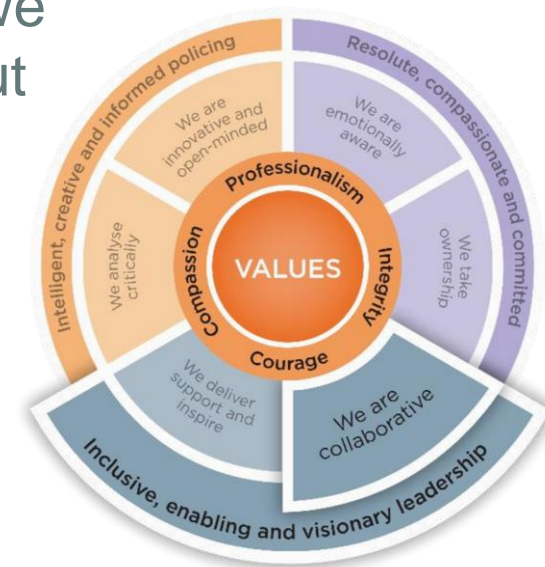 we
ut
Intelligent, creative and informed policing
Resolute, compassionate and committed
We are
innovative and
open-minded
We are
emotionally
aware
We analyse
critically
We take
ownership
Professionalism
Compassion
Integrity
VALUES
Courage
We deliver
support and
inspire
We are
collaborative
Inclusive, enabling and visionary leadership